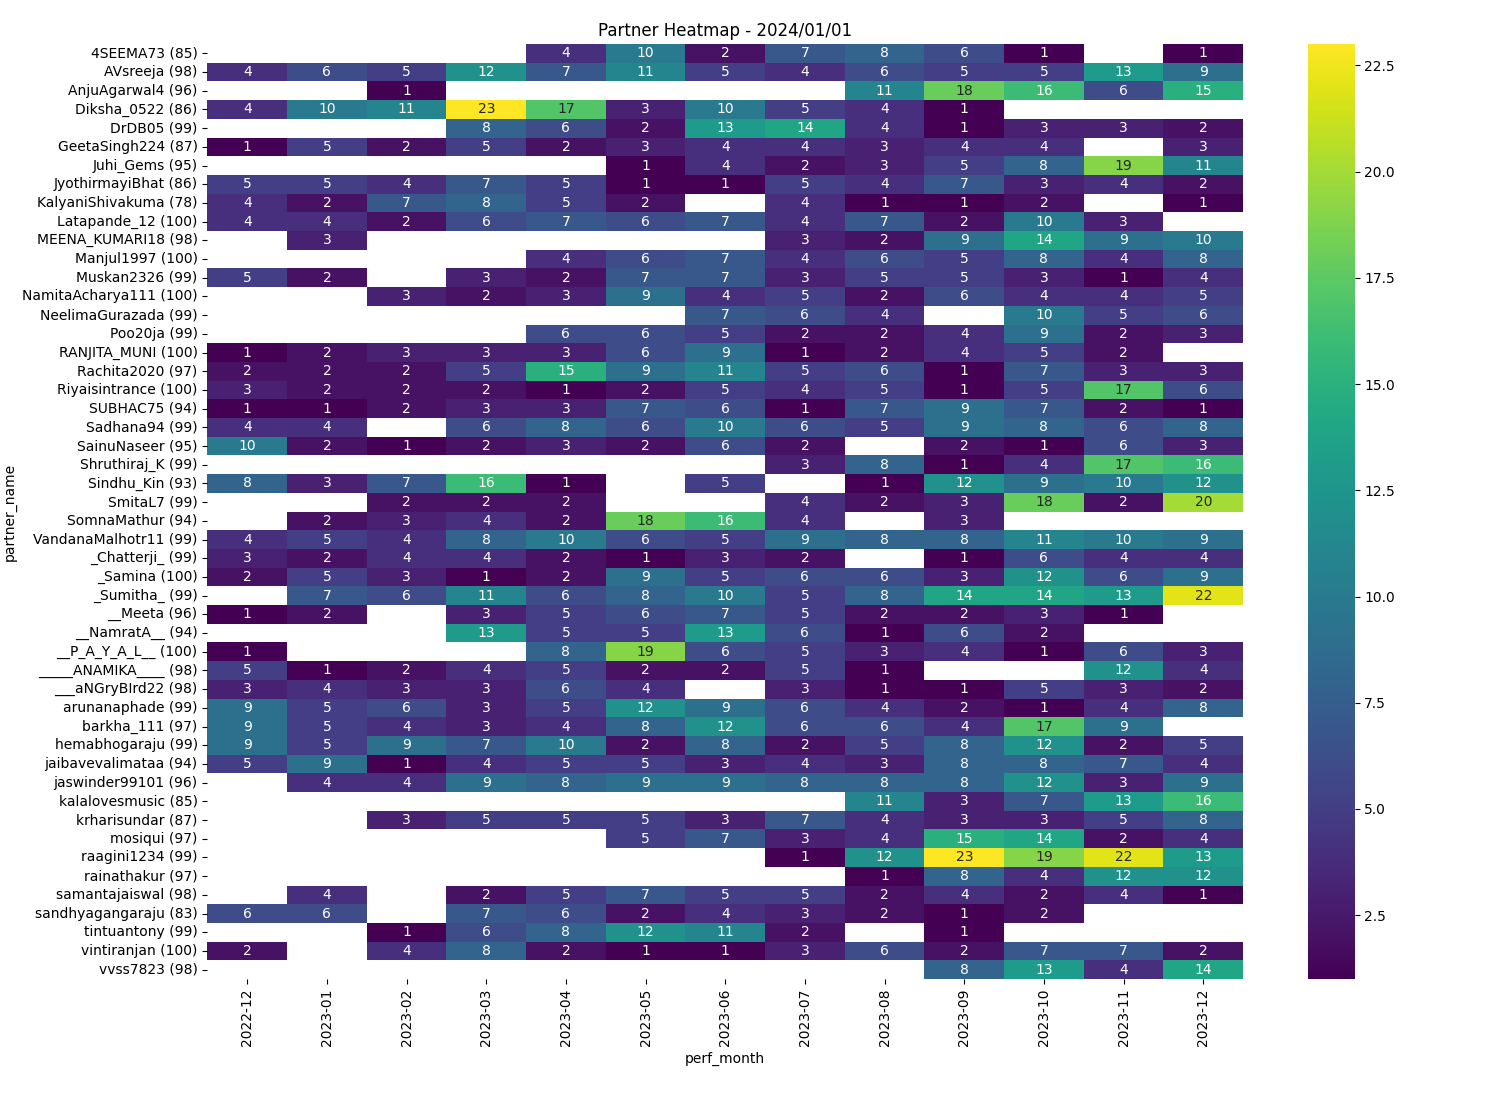 Partner Heatmap - 2024/01/01
4SEEMA73 (85) 4 10 2 7 8 6 1 1
AVsreeja (98) 4 6 5 12 7 11 5 4 6 5 5 13 9
AnjuAgarwal4 (96) 1 11 18 16 6 15
Diksha_0522 (86) 4 10 11 23 17 3 10 5 4 1
DrDB05 (99) 8 6 2 13 14 4 1 3 3 2
GeetaSingh224 (87) 1 5 2 5 2 3 4 4 3 4 4 3
Juhi_Gems (95) 1 4 2 3 5 8 19 11
JyothirmayiBhat (86) 5 5 4 7 5 1 1 5 4 7 3 4 2
KalyaniShivakuma (78) 4 2 7 8 5 2 4 1 1 2 1
Latapande_12 (100) 4 4 2 6 7 6 7 4 7 2 10 3
MEENA_KUMARI18 (98) 3 3 2 9 14 9 10
Manjul1997 (100) 4 6 7 4 6 5 8 4 8
Muskan2326 (99) 5 2 3 2 7 7 3 5 5 3 1 4
NamitaAcharya111 (100) 3 2 3 9 4 5 2 6 4 4 5
NeelimaGurazada (99) 7 6 4 10 5 6
Poo20ja (99) 6 6 5 2 2 4 9 2 3
RANJITA_MUNI (100) 1 2 3 3 3 6 9 1 2 4 5 2
Rachita2020 (97) 2 2 2 5 15 9 11 5 6 1 7 3 3
Riyaisintrance (100) 3 2 2 2 1 2 5 4 5 1 5 17 6
SUBHAC75 (94) 1 1 2 3 3 7 6 1 7 9 7 2 1
Sadhana94 (99) 4 4 6 8 6 10 6 5 9 8 6 8
SainuNaseer (95) 10 2 1 2 3 2 6 2 2 1 6 3
Shruthiraj_K (99) 3 8 1 4 17 16
Sindhu_Kin (93) 8 3 7 16 1 5 1 12 9 10 12
SmitaL7 (99) 2 2 2 4 2 3 18 2 20
SomnaMathur (94) 2 3 4 2 18 16 4 3
VandanaMalhotr11 (99) 4 5 4 8 10 6 5 9 8 8 11 10 9
_Chatterji_ (99) 3 2 4 4 2 1 3 2 1 6 4 4
_Samina (100) 2 5 3 1 2 9 5 6 6 3 12 6 9
_Sumitha_ (99) 7 6 11 6 8 10 5 8 14 14 13 22
__Meeta (96) 1 2 3 5 6 7 5 2 2 3 1
__NamratA__ (94) 13 5 5 13 6 1 6 2
__P_A_Y_A_L__ (100) 1 8 19 6 5 3 4 1 6 3
_____ANAMIKA____ (98) 5 1 2 4 5 2 2 5 1 12 4
___aNGryBIrd22 (98) 3 4 3 3 6 4 3 1 1 5 3 2
arunanaphade (99) 9 5 6 3 5 12 9 6 4 2 1 4 8
barkha_111 (97) 9 5 4 3 4 8 12 6 6 4 17 9
hemabhogaraju (99) 9 5 9 7 10 2 8 2 5 8 12 2 5
jaibavevalimataa (94) 5 9 1 4 5 5 3 4 3 8 8 7 4
jaswinder99101 (96) 4 4 9 8 9 9 8 8 8 12 3 9
kalalovesmusic (85) 11 3 7 13 16
krharisundar (87) 3 5 5 5 3 7 4 3 3 5 8
mosiqui (97) 5 7 3 4 15 14 2 4
raagini1234 (99) 1 12 23 19 22 13
rainathakur (97) 1 8 4 12 12
samantajaiswal (98) 4 2 5 7 5 5 2 4 2 4 1
sandhyagangaraju (83) 6 6 7 6 2 4 3 2 1 2
tintuantony (99) 1 6 8 12 11 2 1
vintiranjan (100) 2 4 8 2 1 1 3 6 2 7 7 2
vvss7823 (98) 8 13 4 14
2022-12 2023-01 2023-02 2023-03 2023-04 2023-05 2023-06 2023-07 2023-08 2023-09 2023-10 2023-11 2023-12
perf_month
partner_name
22.5
20.0
17.5
15.0
12.5
10.0
7.5
5.0
2.5